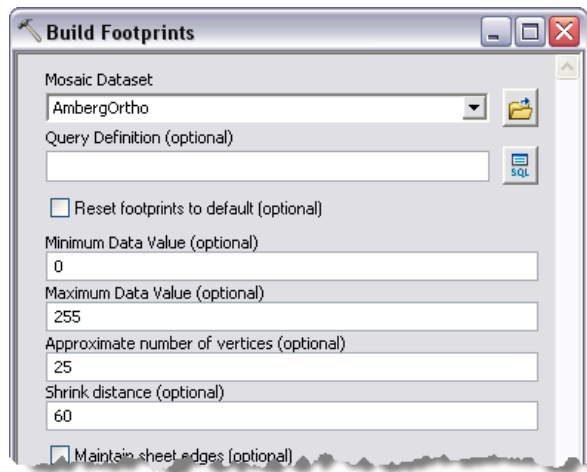 Build Footprints
Mosaic Dataset
AmbergOrtho
Query Definition (optional)
SQL
Reset footprints to default (optional)
Minimum Data Value (optional)
0
Maximum Data Value (optional)
255
Approximate number of vertices (optional)
25
Shrink distance (optional)
60
Maintain sheet edges (optional)